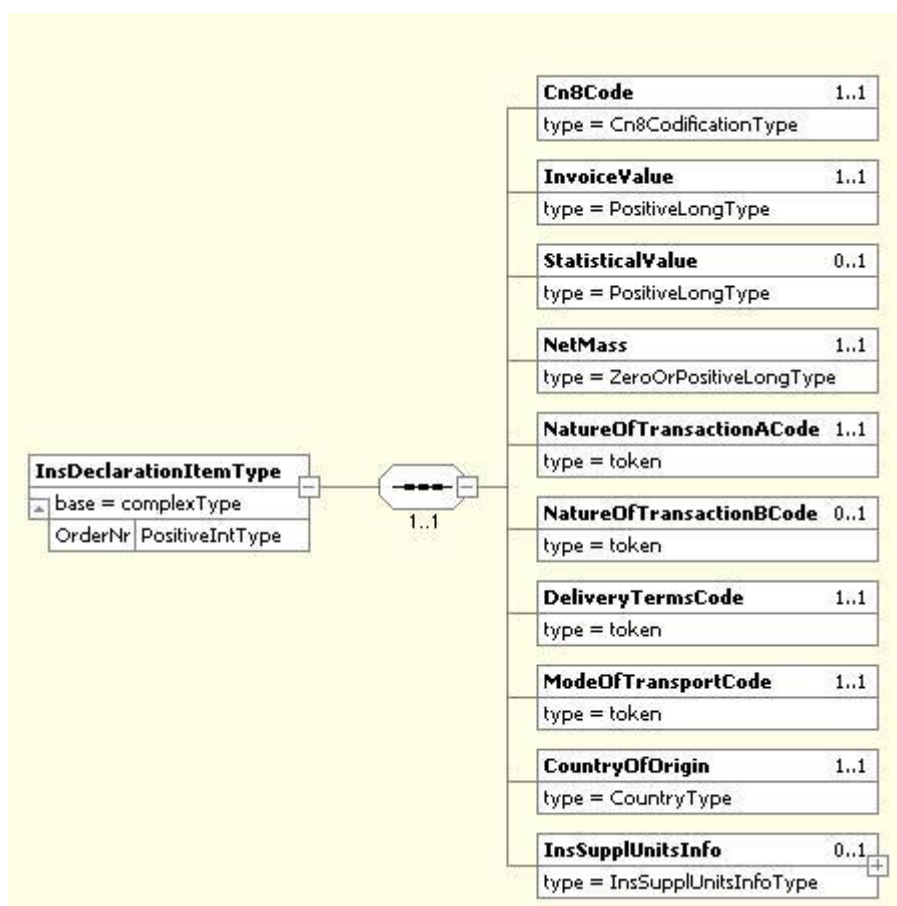 Cn8Code 1..1
type = Cn8CodificationType
InvoiceValue 1..1
type = PositiveLongType
StatisticalValue 0..1
type = PositiveLongType
NetMass 1..1
type = ZeroOrPositiveLongType
NatureOfTransactionACode 1..1
type = token
InsDeclarationItemType
base = complexType
OrderNr PositiveIntType
1..1
NatureOfTransactionBCode 0..1
type = token
DeliveryTermsCode 1..1
type = token
ModeOfTransportCode 1..1
type = token
CountryOfOrigin 1..1
type = CountryType
InsSupplUnitsInfo 0..1
type = InsSupplUnitsInfoType